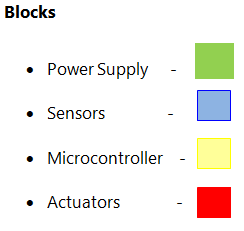 Blocks
• Power Supply -
• Sensors -
• Microcontroller -
• Actuators -